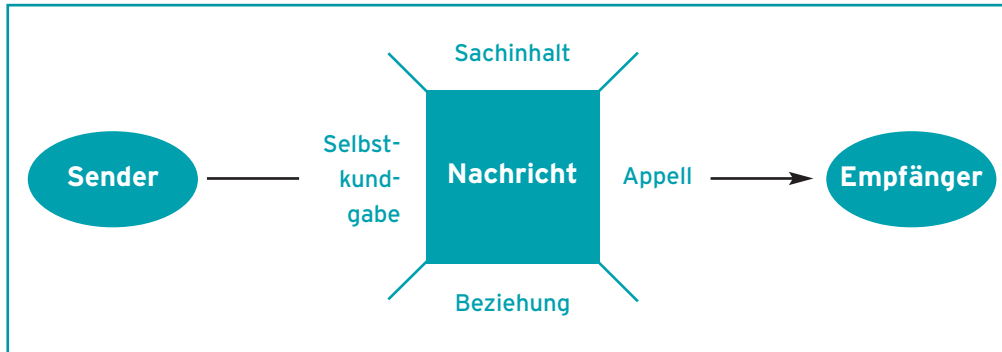 Sachinhalt
Sender
Selbst-
kund-
gabe
Nachricht
Appell
Empfänger
Beziehung